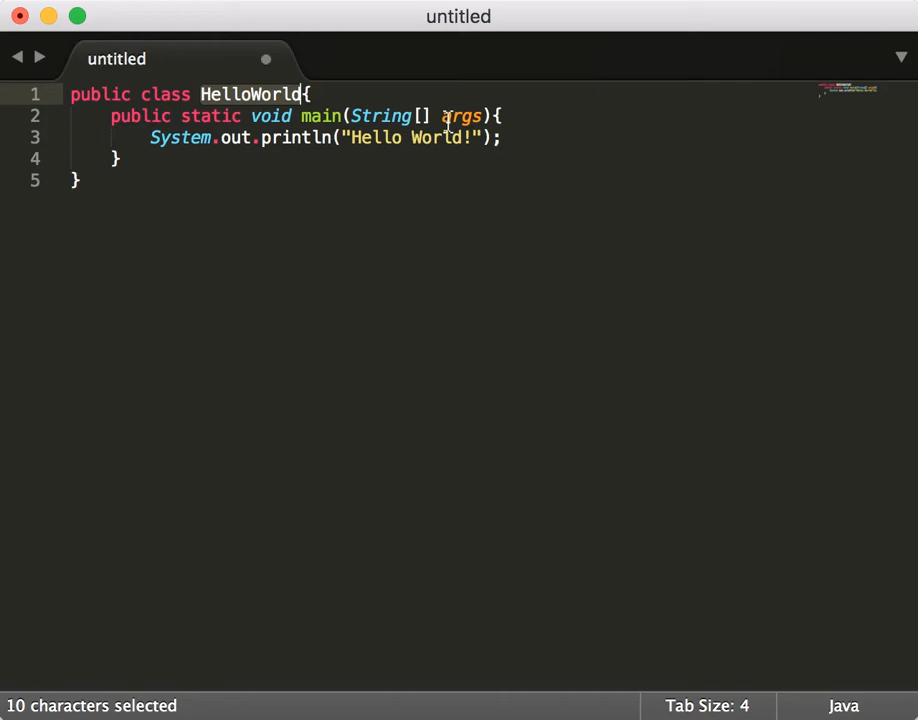 untitled
untitled
1 public class HelloWorld{
2     public static void main(String[] args){
3         System.out.println("Hello World!");
4     }
5 }
10 characters selected Tab Size: 4 Java